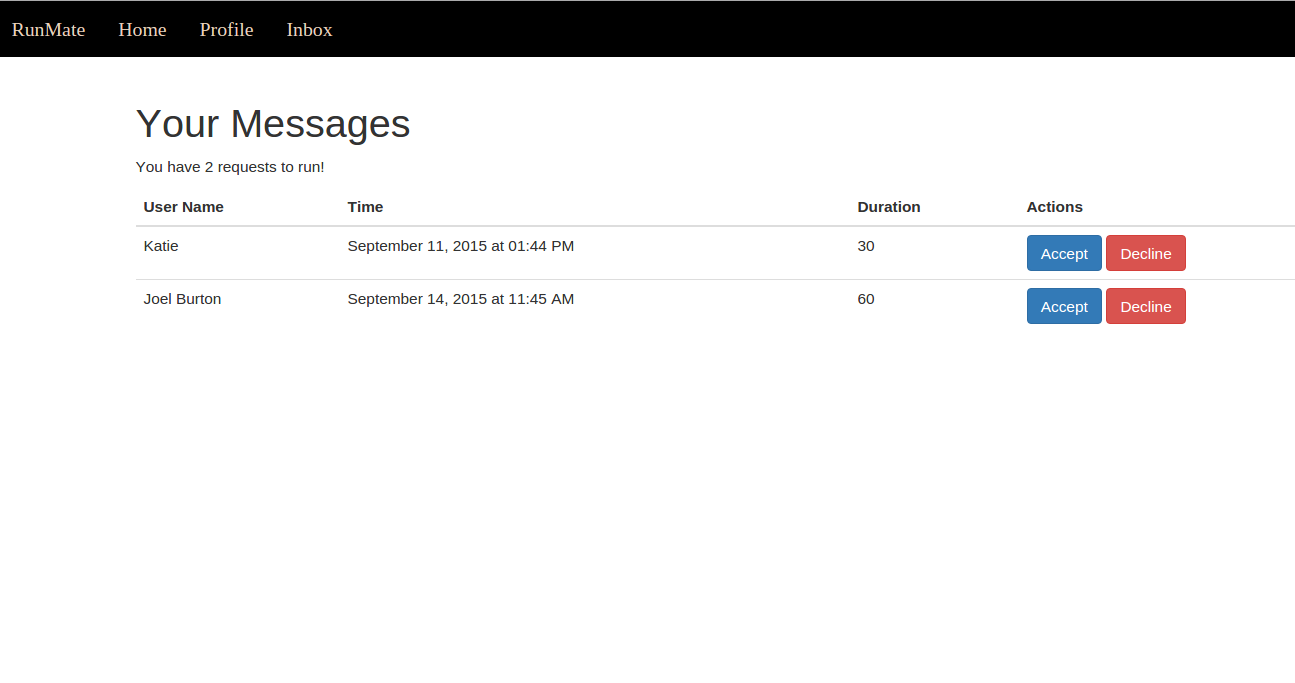 RunMate Home Profile Inbox
Your Messages
You have 2 requests to run!
User Name Time Duration Actions
Katie September 11, 2015 at 01:44 PM 30 Accept Decline
Joel Burton September 14, 2015 at 11:45 AM 60 Accept Decline